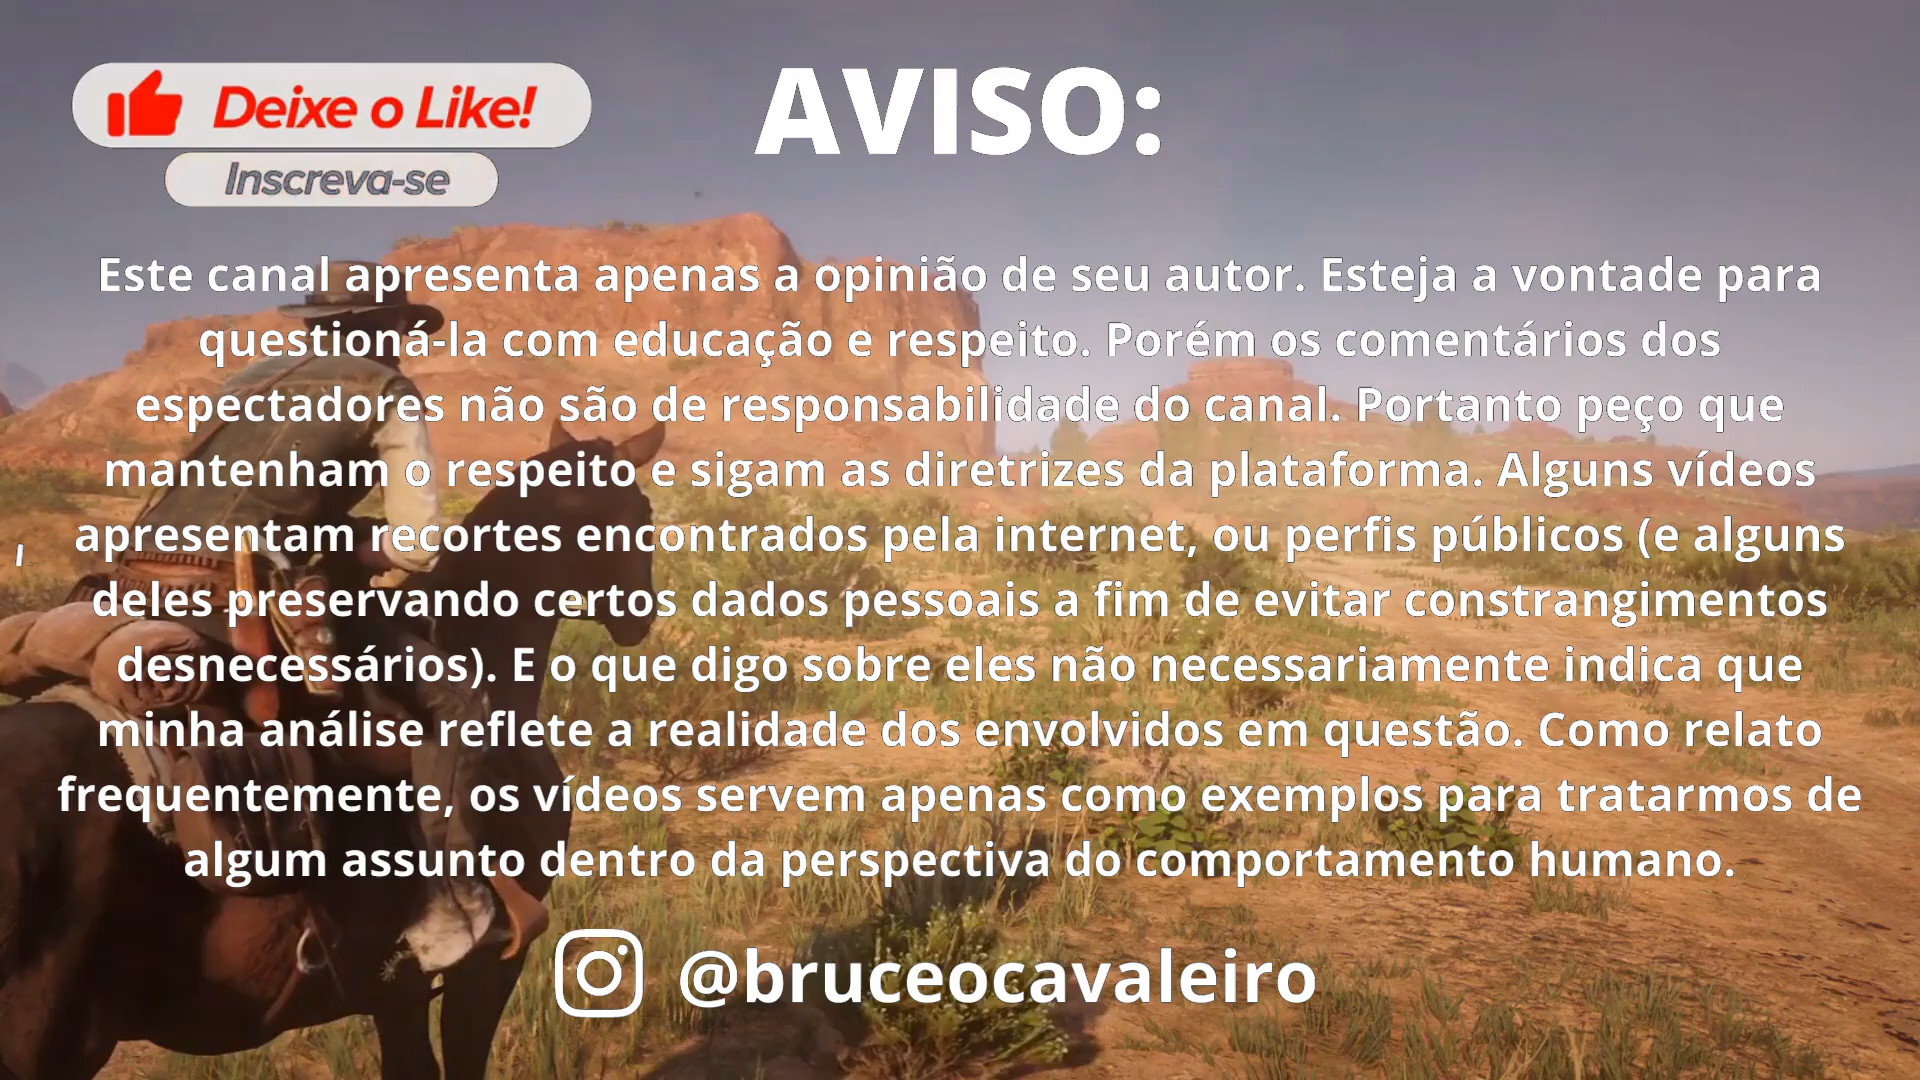 Deixe o Like!
Inscreva-se
AVISO:
Este canal apresenta apenas a opinião de seu autor. Esteja a vontade para
questioná-la com educação e respeito. Porém os comentários dos
espectadores não são de responsabilidade do canal. Portanto peço que
mantenham o respeito e sigam as diretrizes da plataforma. Alguns vídeos
apresentam recortes encontrados pela internet, ou perfis públicos (e alguns
deles preservando certos dados pessoais a fim de evitar constrangimentos
desnecessários). E o que digo sobre eles não necessariamente indica que
minha análise reflete a realidade dos envolvidos em questão. Como relato
frequentemente, os vídeos servem apenas como exemplos para tratarmos de
algum assunto dentro da perspectiva do comportamento humano.
@bruceocavaleiro